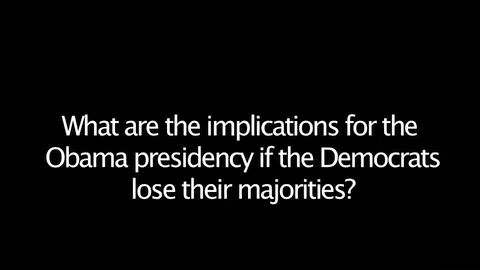 What are the implications for the
Obama presidency if the Democrats
lose their majorities?